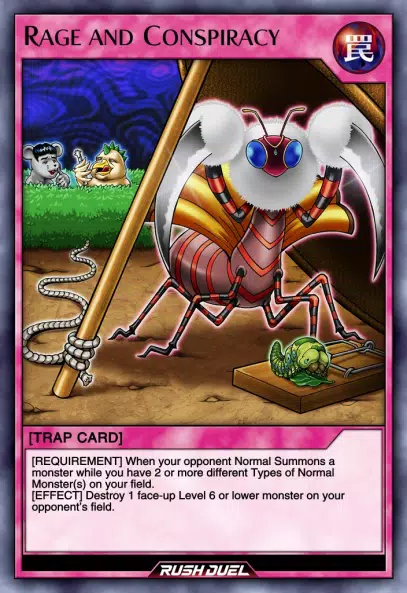 Rage and Conspiracy
罠
[TRAP CARD]
[REQUIREMENT] When your opponent Normal Summons a
monster while you have 2 or more different Types of Normal
Monster(s) on your field.
[EFFECT] Destroy 1 face-up Level 6 or lower monster on your
opponent's field.
RUSH DUEL